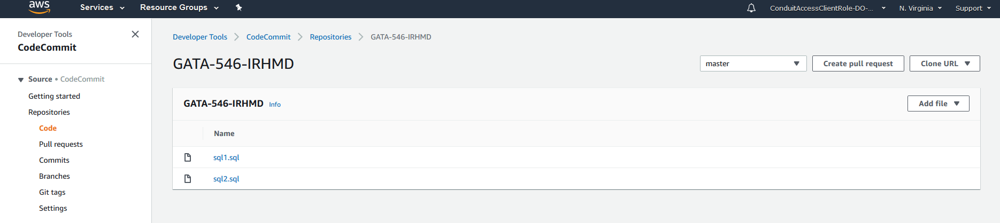 aws Services Resource Groups ConduitAccessClientRole-DO-... N. Virginia Support
Developer Tools
CodeCommit
Source • CodeCommit
Getting started
Repositories
Code
Pull requests
Commits
Branches
Git tags
Settings
Developer Tools CodeCommit Repositories GATA-546-IRHMD
GATA-546-IRHMD master Create pull request Clone URL
GATA-546-IRHMD Info Add file
Name
sql1.sql
sql2.sql